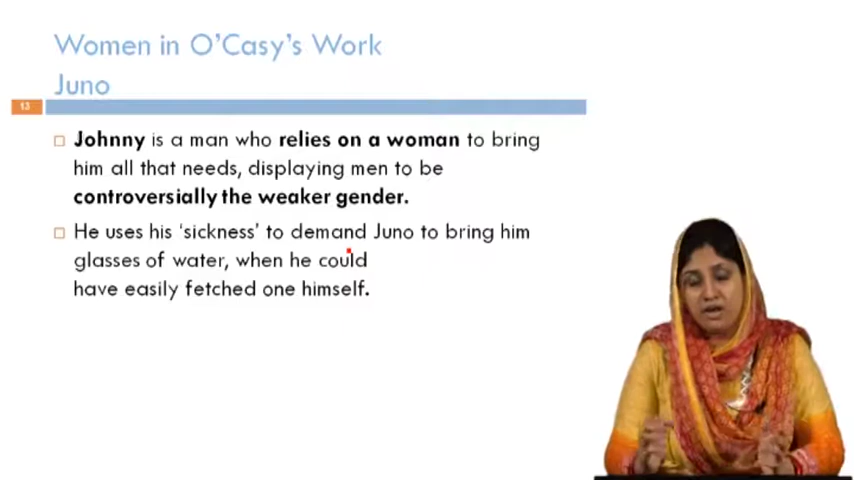 Women in O'Casy's Work
Juno
13
Johnny is a man who relies on a woman to bring
him all that needs, displaying men to be
controversially the weaker gender.
He uses his 'sickness' to demand Juno to bring him
glasses of water, when he could
have easily fetched one himself.